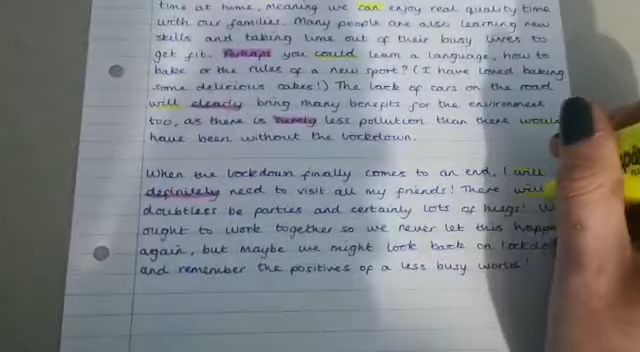 time at home, meaning we can enjoy real quality time
with our families. Many people are also learning new
skills and taking time out of their busy lives to
get fit. Perhaps you could learn a language, how to
bake or the rules of a new sport? (I have loved baking
some delicious cakes!) The lack of cars on the road
will clearly bring many benefits for the environment
too, as there is surely less pollution than there would
have been without the lockdown.
When the lockdown finally comes to an end, I will
definitely need to visit all my friends! There will
doubtless be parties and certainly lots of hugs! W
ought to work together so we never let this happe
again, but maybe we might look back on lockdo
and remember the positives of a less busy world!